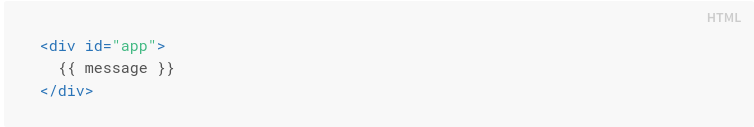 HTML
<div id="app">
  {{ message }}
</div>